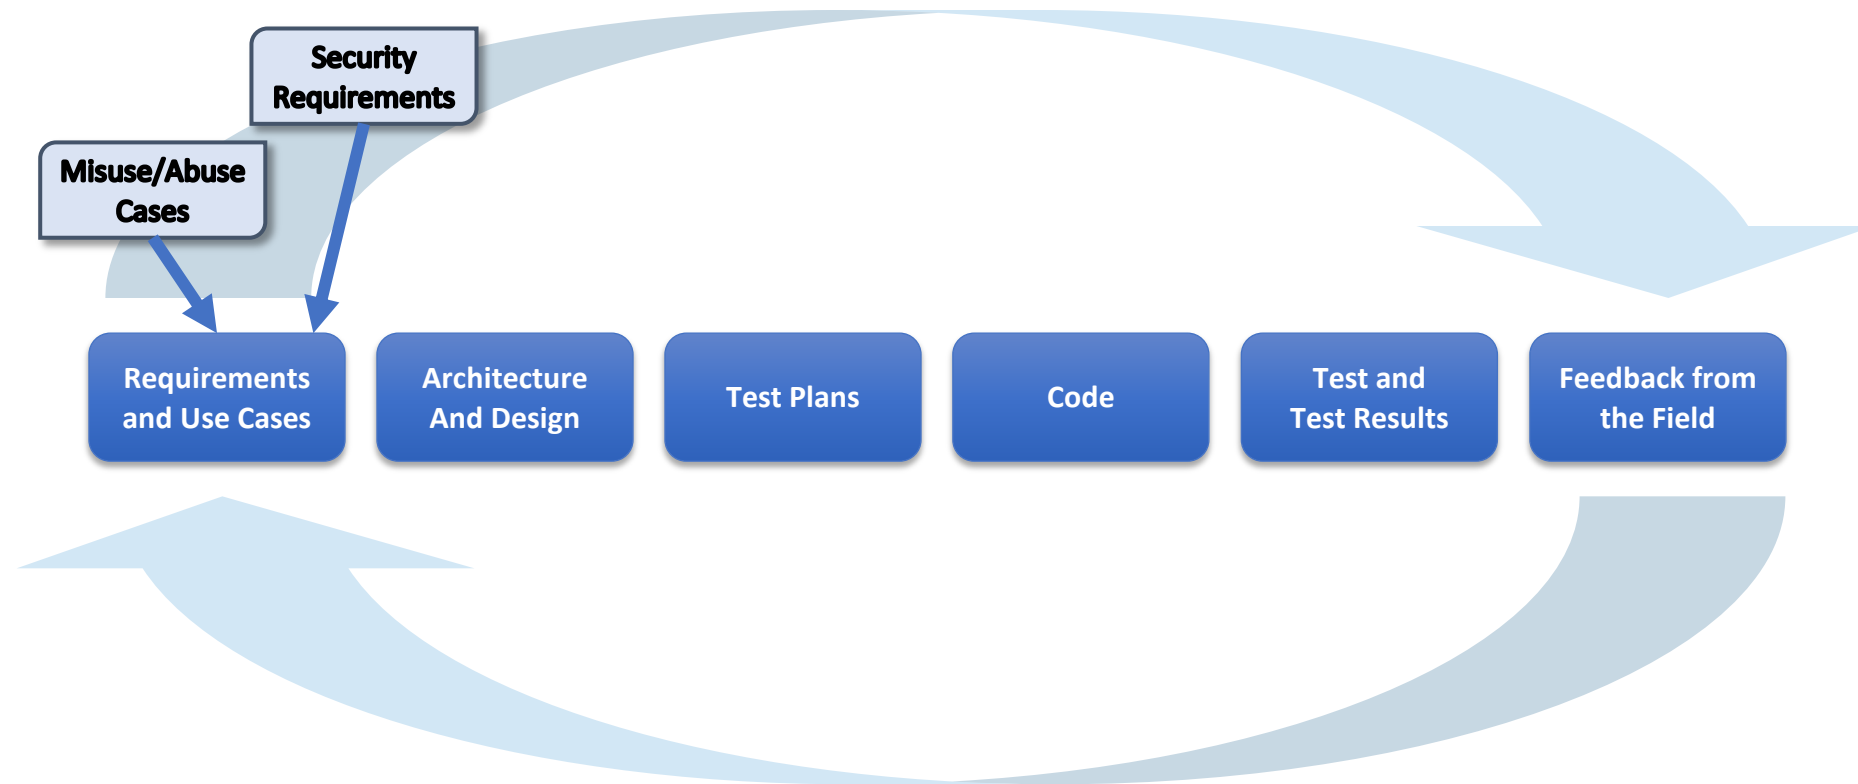 Security
Requirements
Misuse/Abuse
Cases
Requirements
and Use Cases
Architecture
And Design
Test Plans
Code
Test and
Test Results
Feedback from
the Field